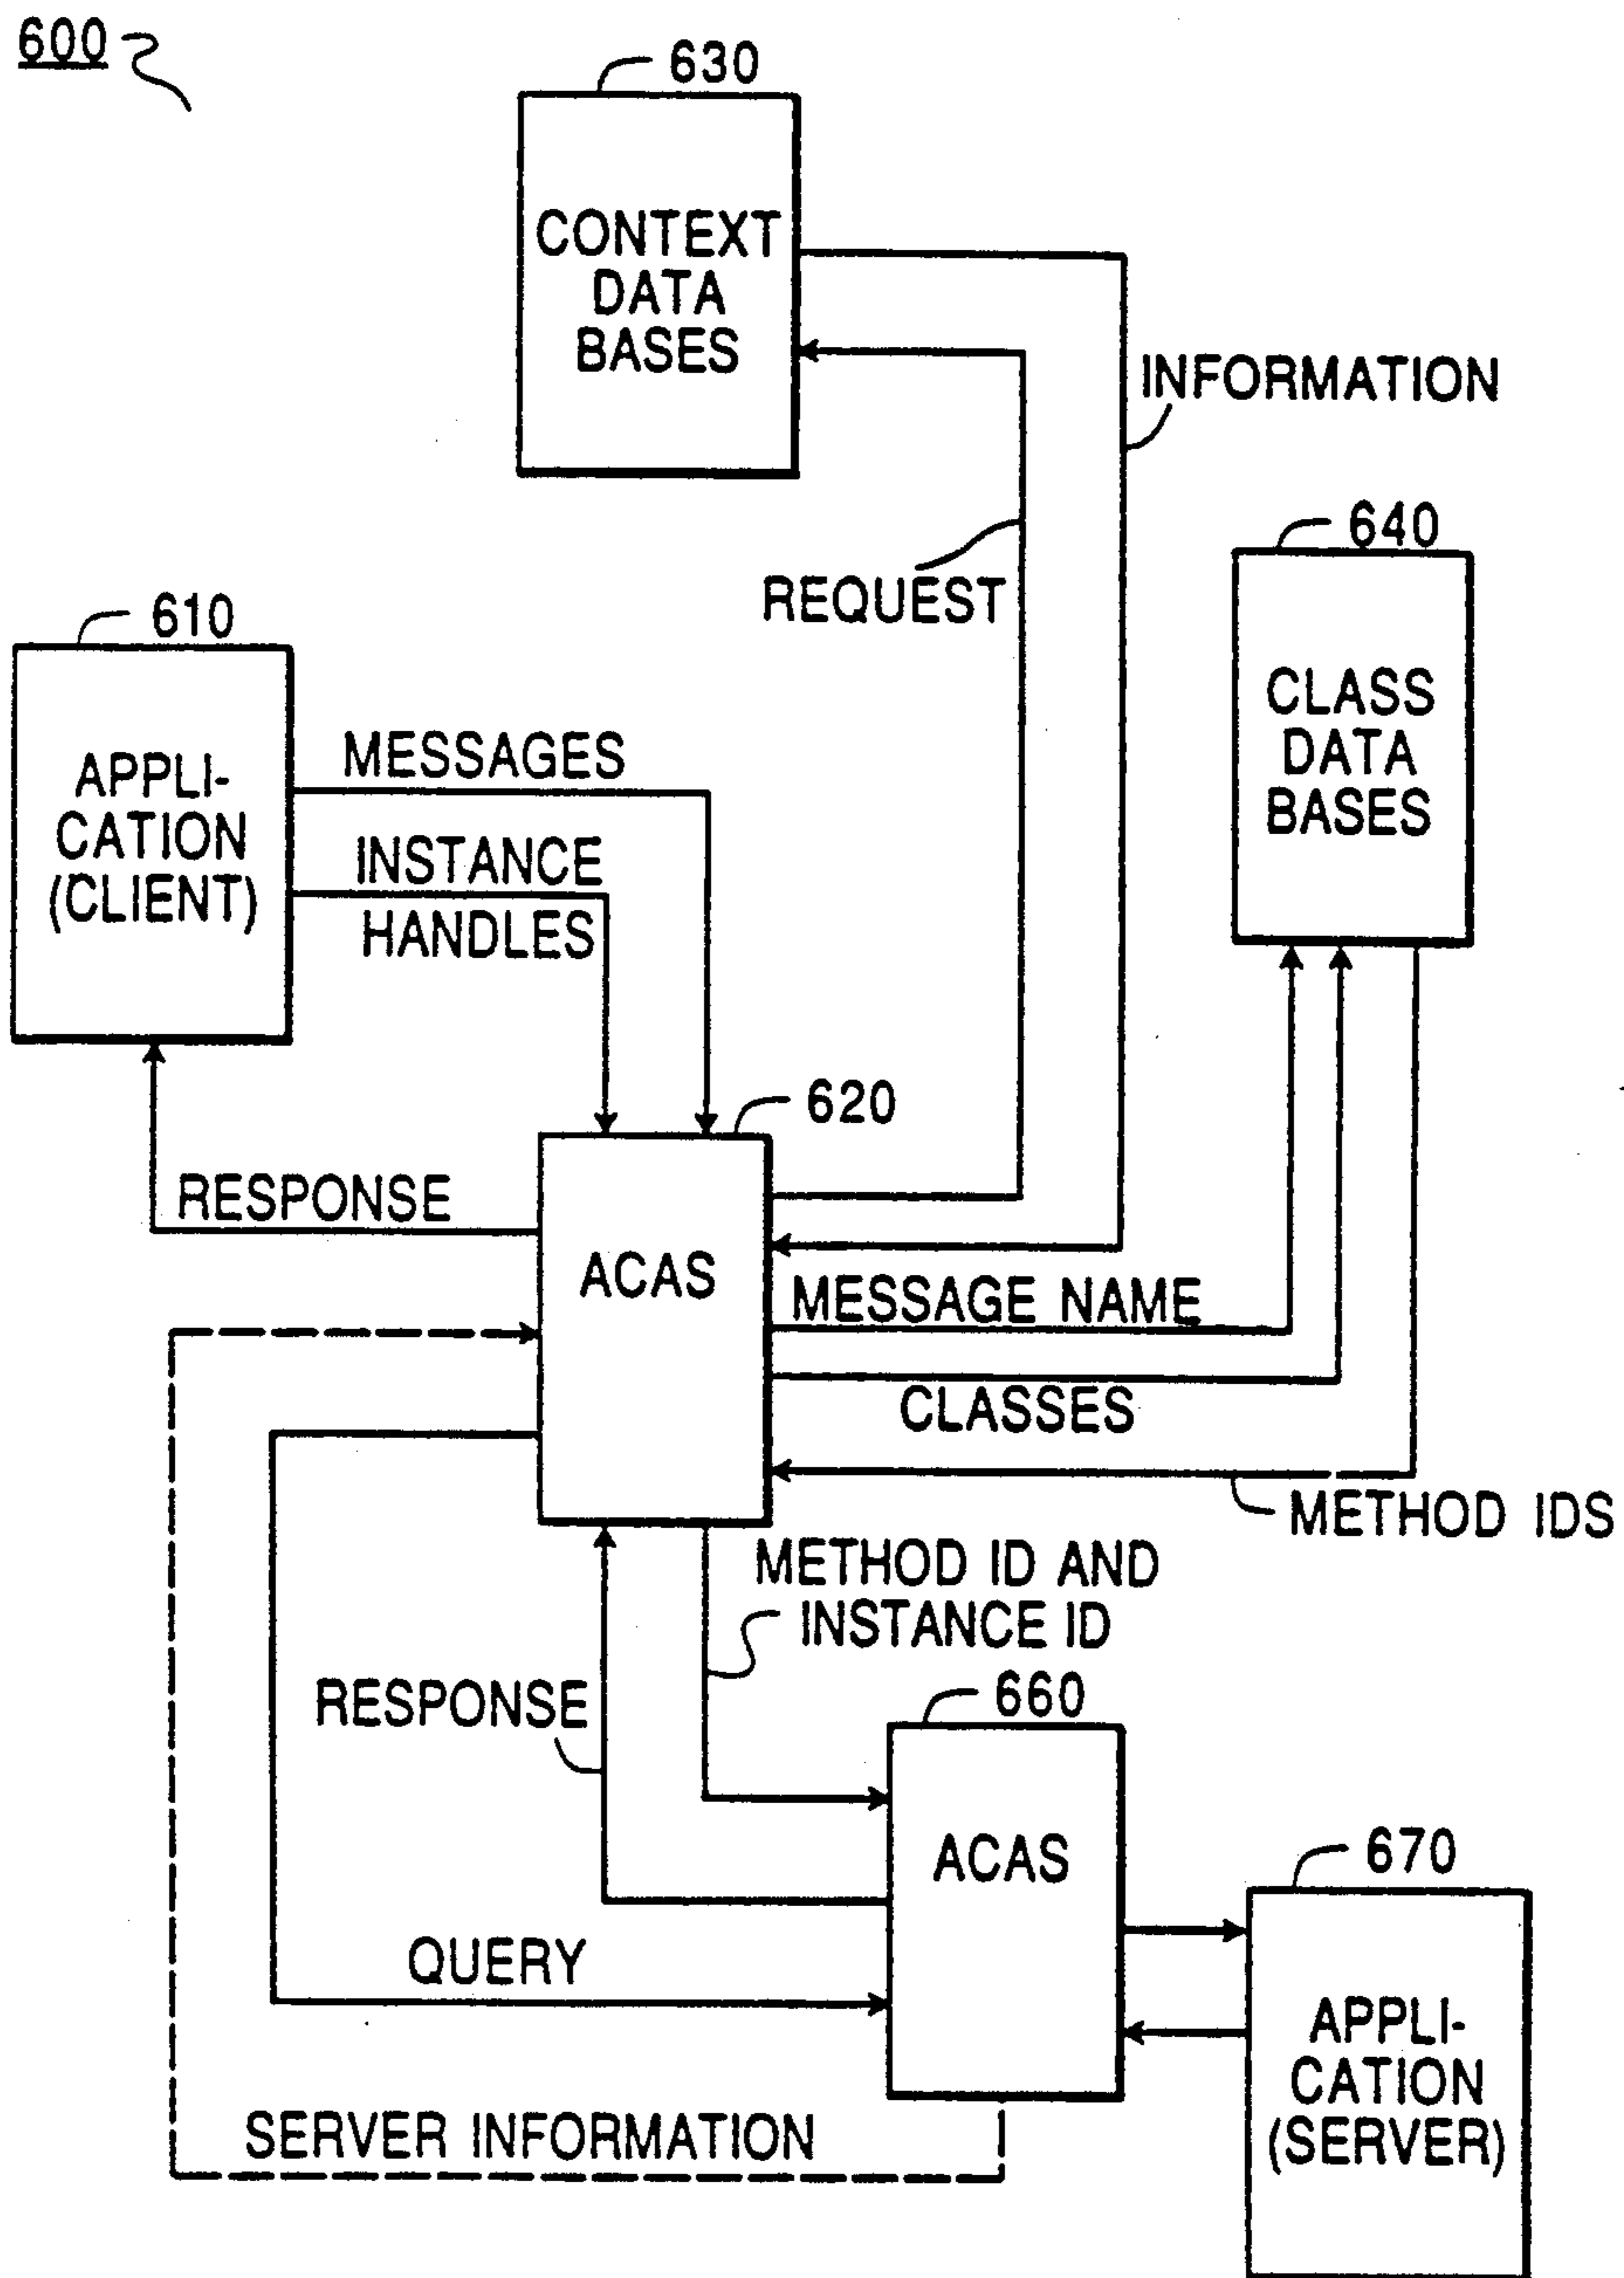 600
630
CONTEXT
DATA
BASES
INFORMATION
REQUEST
640
CLASS
DATA
BASES
610
APPLI-
CATION
(CLIENT)
MESSAGES
INSTANCE
HANDLES
620
RESPONSE
ACAS
MESSAGE NAME
CLASSES
METHOD IDS
METHOD ID AND
INSTANCE ID
RESPONSE
660
ACAS
QUERY
670
APPLI-
CATION
(SERVER)
SERVER INFORMATION